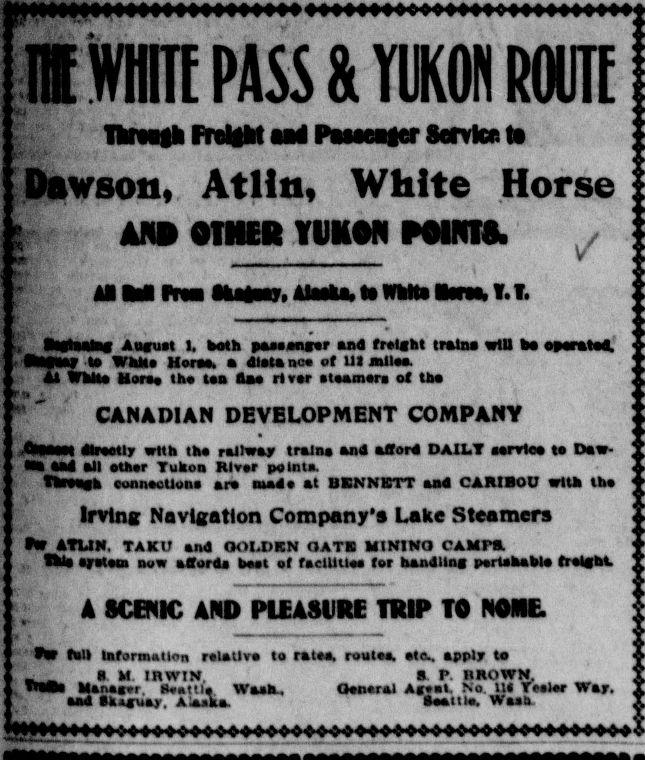 THE WHITE PASS & YUKON ROUTE
Through Freight and Passenger Service to
Dawson, Atlin, White Horse
AND OTHER YUKON POINTS.
All Rail From Skaguay, Alaska, to White Horse, Y. T.
Beginning August 1, both passenger and freight trains will be operated,
Skaguay to White Horse, a distance of 112 miles.
At White Horse the ten fine river steamers of the
CANADIAN DEVELOPMENT COMPANY
Connect directly with the railway trains and afford DAILY service to Daw-
son and all other Yukon River points.
Through connections are made at BENNETT and CARIBOU with the
Irving Navigation Company's Lake Steamers
For ATLIN, TAKU and GOLDEN GATE MINING CAMPS.
This system now affords best of facilities for handling perishable freight.
A SCENIC AND PLEASURE TRIP TO NOME.
For full information relative to rates, routes, etc., apply to
S. M. IRWIN,
Traffic Manager, Seattle, Wash.,
and Skaguay, Alaska.
S. P. BROWN,
General Agent, No. 116 Yesler Way,
Seattle, Wash.